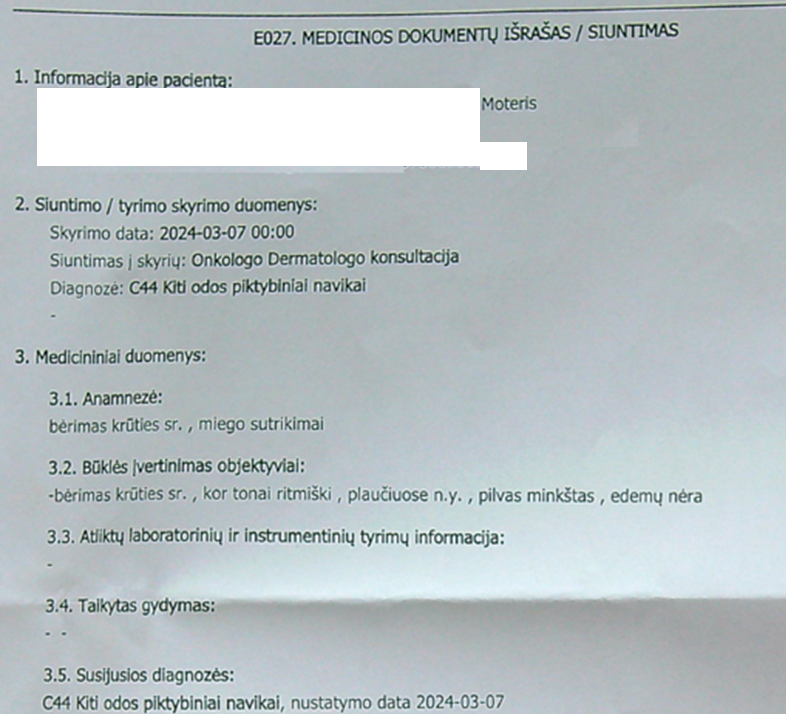 E027. MEDICINOS DOKUMENTŲ IŠRAŠAS / SIUNTIMAS
1. Informacija apie pacientą:
Moteris
2. Siuntimo / tyrimo skyrimo duomenys:
Skyrimo data: 2024-03-07 00:00
Siuntimas į skyrių: Onkologo Dermatologo konsultacija
Diagnozė: C44 Kiti odos piktybiniai navikai
-
3. Medicininiai duomenys:
3.1. Anamnezė:
bėrimas krūties sr. , miego sutrikimai
3.2. Būklės įvertinimas objektyviai:
-bėrimas krūties sr. , kor tonai ritmiški , plaučiuose n.y. , pilvas minkštas , edemų nėra
3.3. Atliktų laboratorinių ir instrumentinių tyrimų informacija:
-
3.4. Taikytas gydymas:
- -
3.5. Susijusios diagnozės:
C44 Kiti odos piktybiniai navikai, nustatymo data 2024-03-07